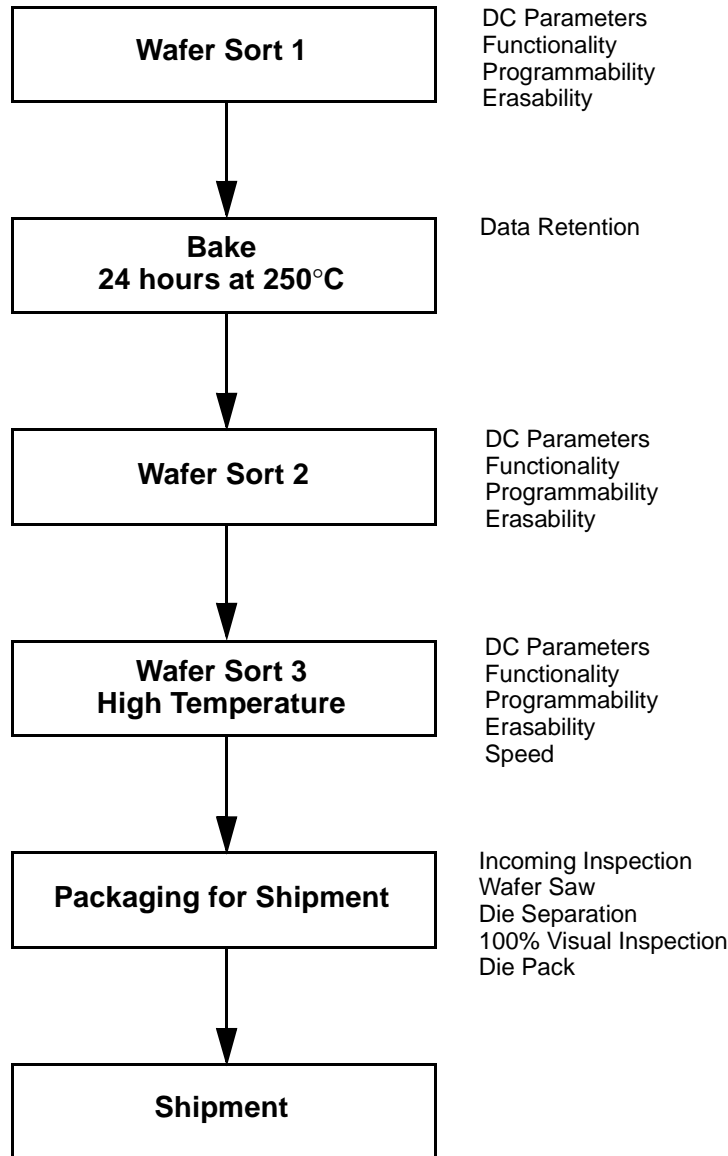 Wafer Sort 1
DC Parameters
Functionality
Programmability
Erasability
Bake
24 hours at 250°C
Data Retention
Wafer Sort 2
DC Parameters
Functionality
Programmability
Erasability
Wafer Sort 3
High Temperature
DC Parameters
Functionality
Programmability
Erasability
Speed
Packaging for Shipment
Incoming Inspection
Wafer Saw
Die Separation
100% Visual Inspection
Die Pack
Shipment